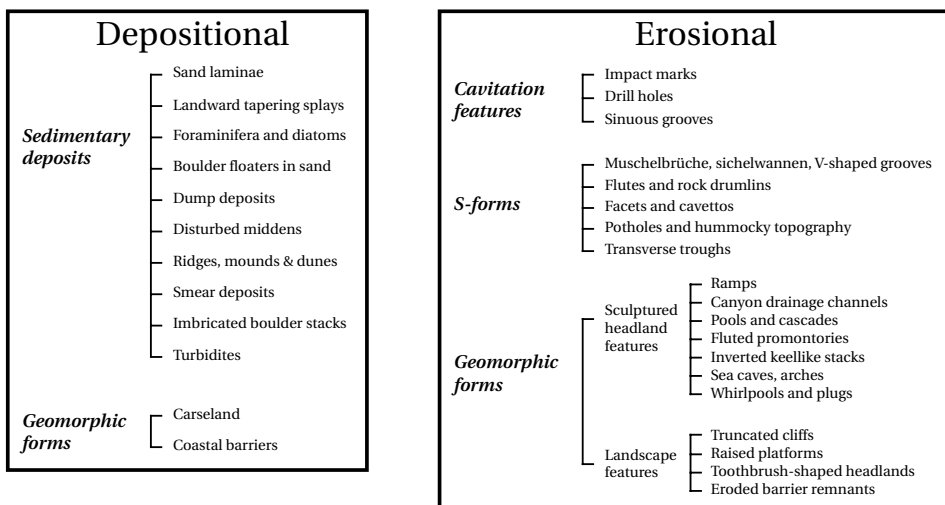 Depositional
Sedimentary
deposits
Sand laminae
Landward tapering splays
Foraminifera and diatoms
Boulder floaters in sand
Dump deposits
Disturbed middens
Ridges, mounds & dunes
Smear deposits
Imbricated boulder stacks
Turbidites
Geomorphic
forms
Carseland
Coastal barriers
Erosional
Cavitation
features
Impact marks
Drill holes
Sinuous grooves
S-forms
Muschelbrüche, sichelwannen, V-shaped grooves
Flutes and rock drumlins
Facets and cavettos
Potholes and hummocky topography
Transverse troughs
Geomorphic
forms
Sculptured
headland
features
Ramps
Canyon drainage channels
Pools and cascades
Fluted promontories
Inverted keellike stacks
Sea caves, arches
Whirlpools and plugs
Landscape
features
Truncated cliffs
Raised platforms
Toothbrush-shaped headlands
Eroded barrier remnants